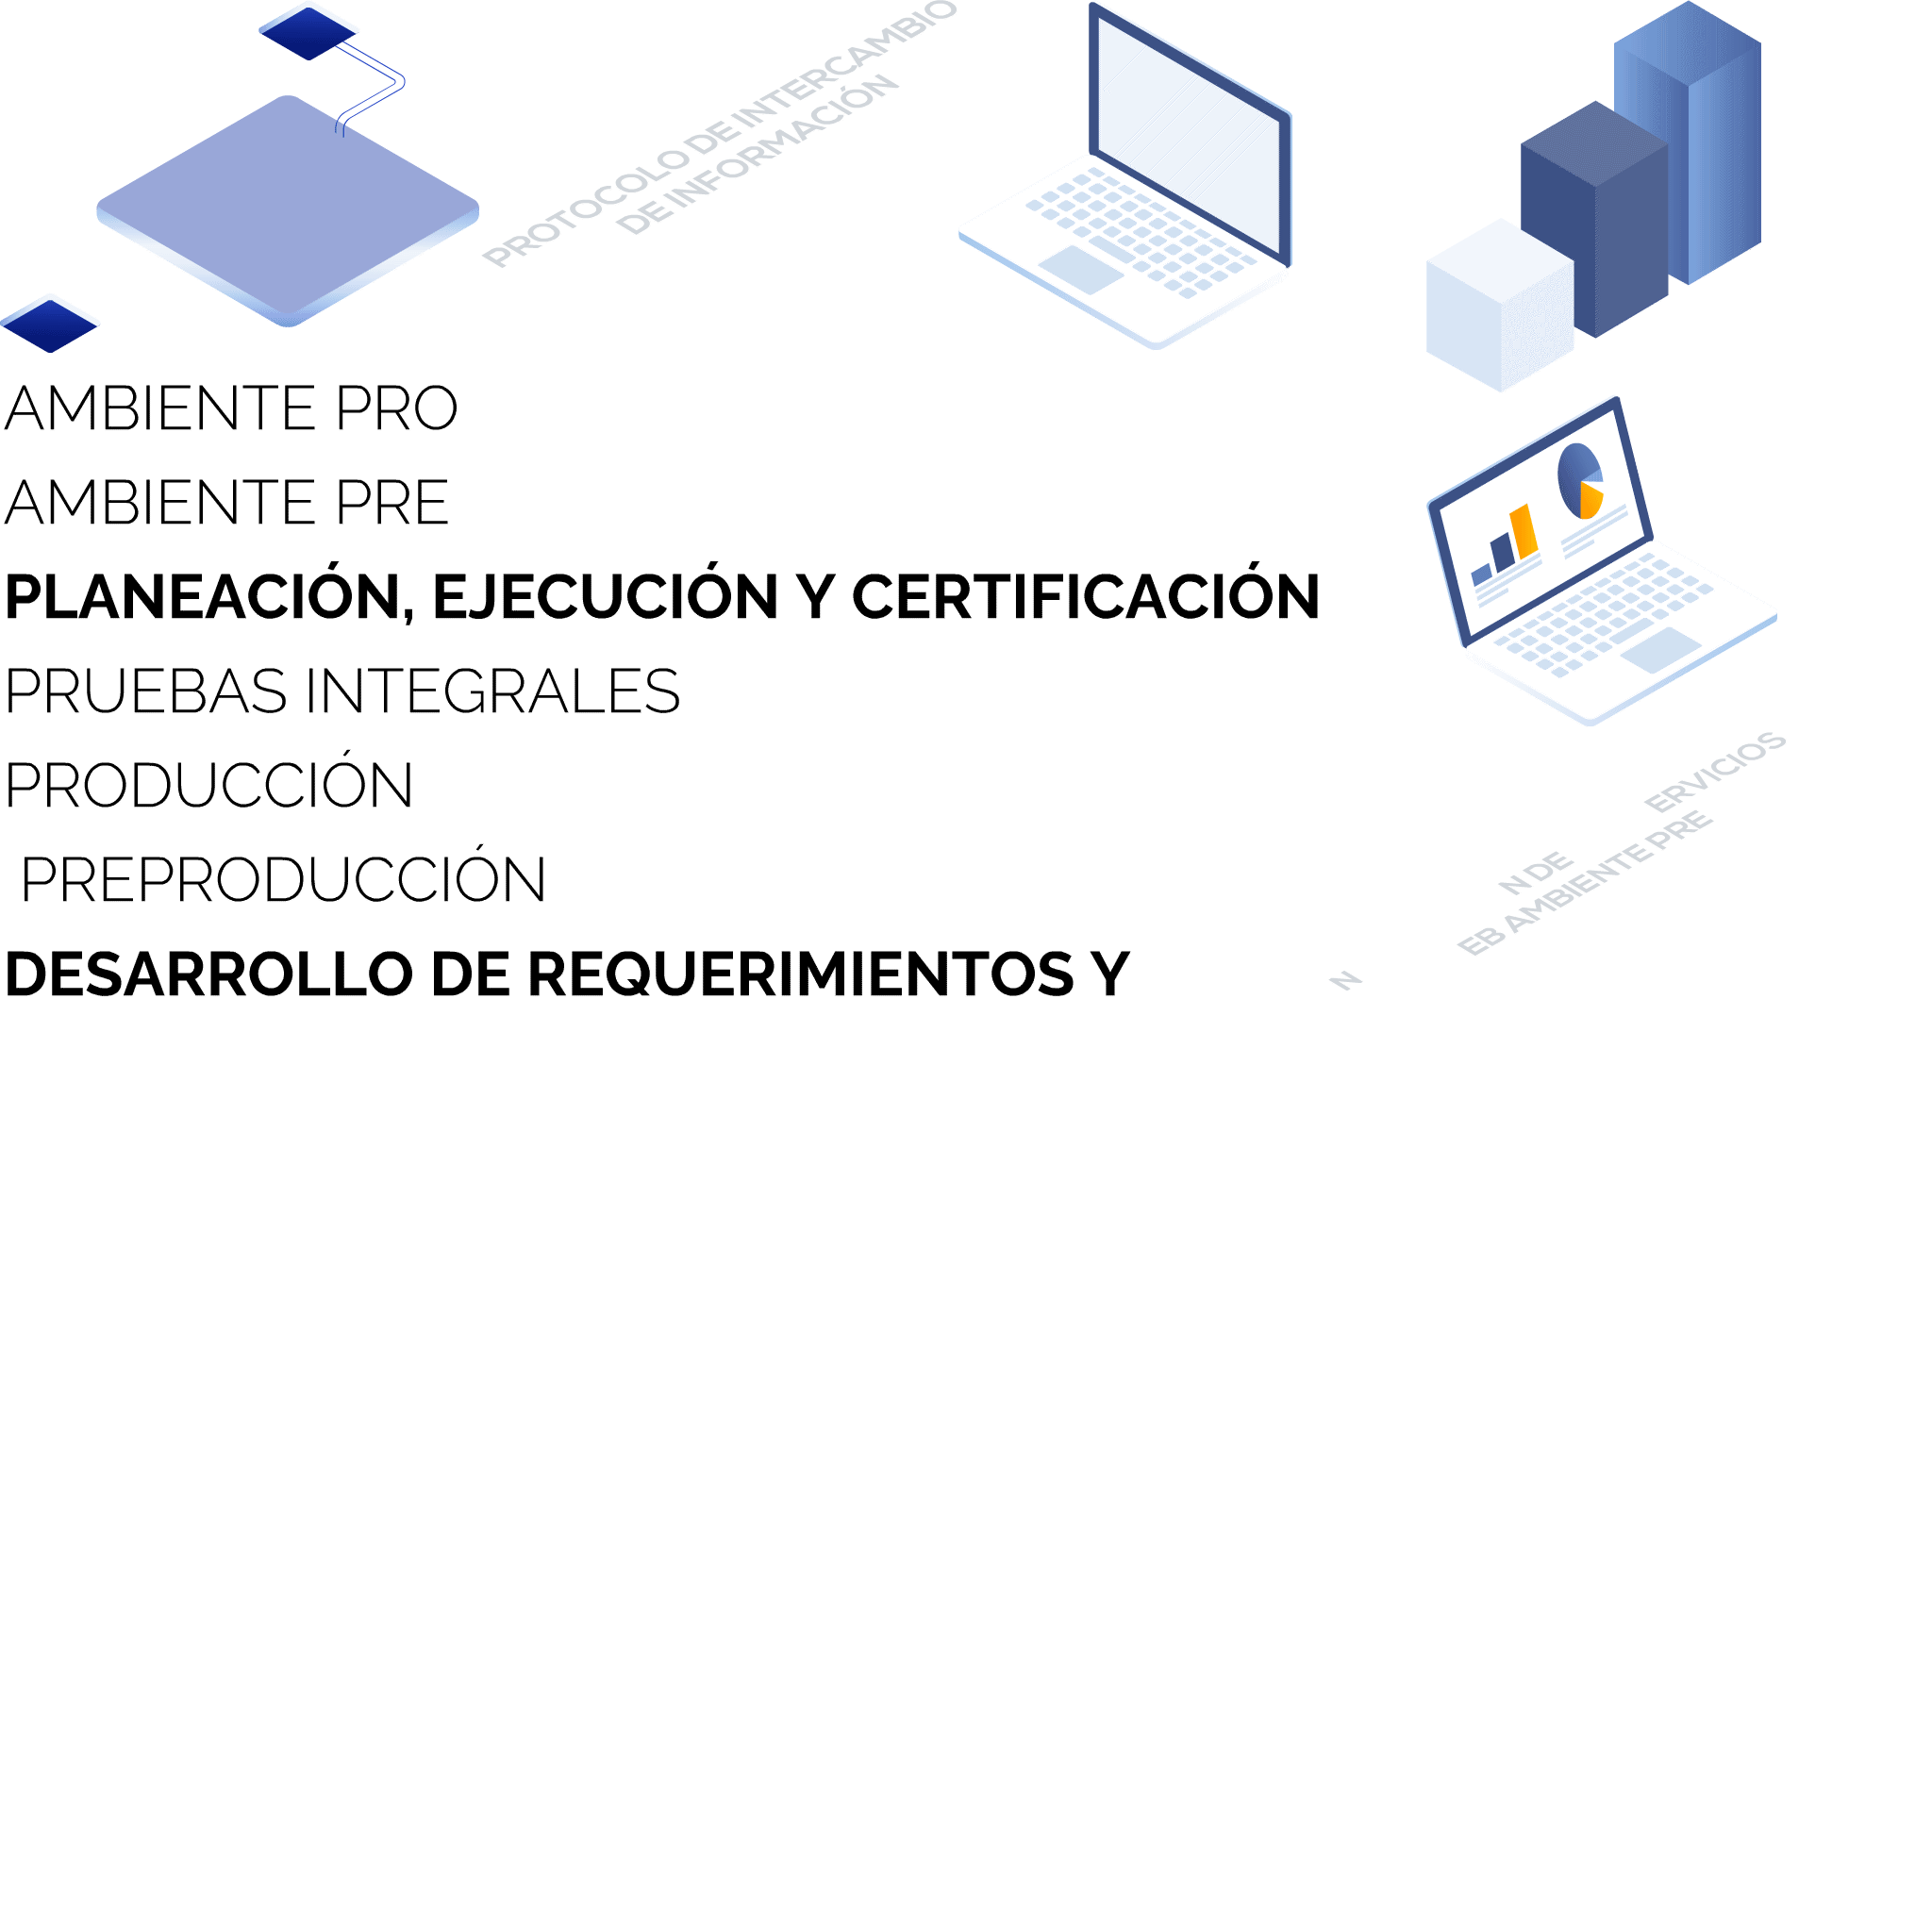 PROTOCOLO DE INTERCAMBIO
DE INFORMACIÓN
AMBIENTE PRO
AMBIENTE PRE
PLANEACIÓN, EJECUCIÓN Y CERTIFICACIÓN
PRUEBAS INTEGRALES
PRODUCCIÓN
PREPRODUCCIÓN
DESARROLLO DE REQUERIMIENTOS Y
ERVICIOS
N DE
EB AMBIENTE PRE
N